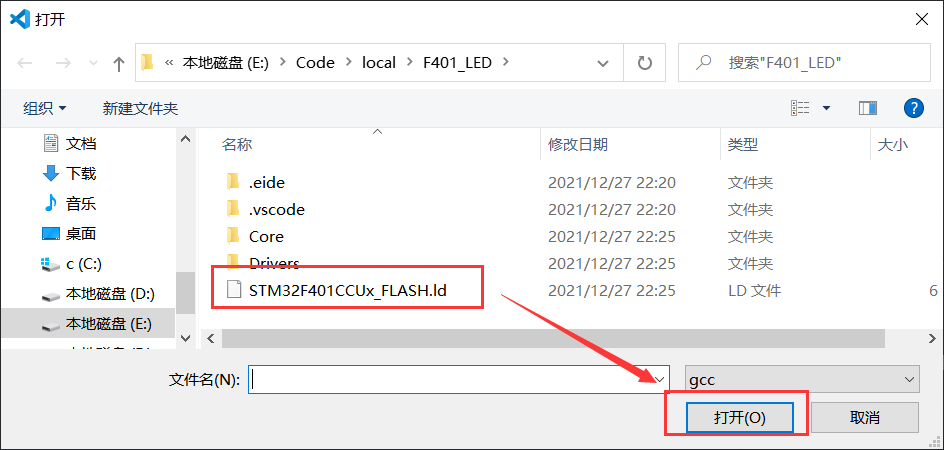 打开
« 本地磁盘 (E:) > Code > local > F401_LED >
搜索"F401_LED"
组织 新建文件夹
名称 修改日期 类型 大小
文档
下载
音乐
桌面
c (C:)
本地磁盘 (D:)
本地磁盘 (E:)
.eide 2021/12/27 22:20 文件夹
.vscode 2021/12/27 22:20 文件夹
Core 2021/12/27 22:25 文件夹
Drivers 2021/12/27 22:25 文件夹
STM32F401CCUx_FLASH.ld 2021/12/27 22:25 LD 文件 6
文件名(N):
gcc
打开(O) 取消